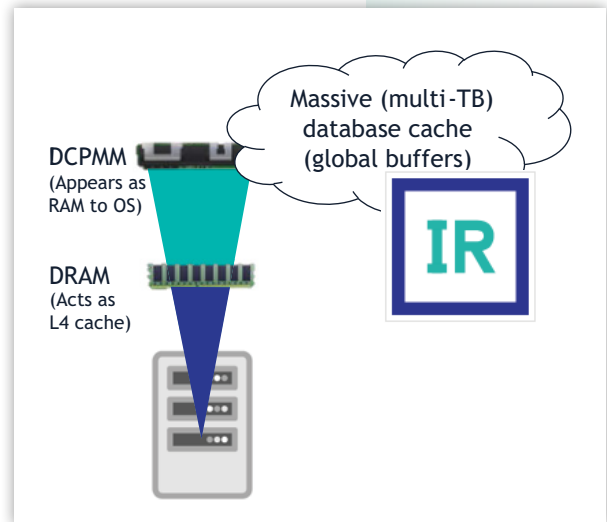 Massive (multi-TB)
database cache
(global buffers)
DCPMM
(Appears as
RAM to OS)
IR
DRAM
(Acts as
L4 cache)